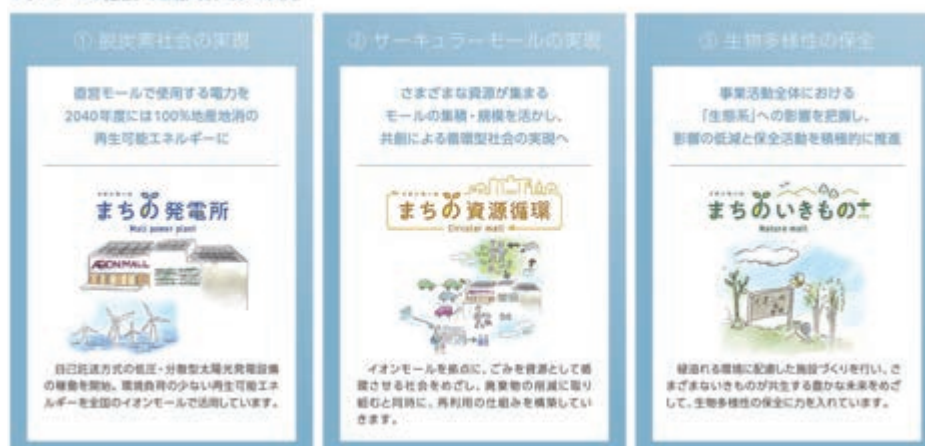 ① 脱炭素社会の実現
直営モールで使用する電力を
2040年度には100%地産地消の
再生可能エネルギーに
イオンモール
まちの発電所
Mall power plant
AEON MALL
自己託送方式の低圧・分散型太陽光発電設備
の稼働を開始。環境負荷の少ない再生可能エネ
ルギーを全国のイオンモールで活用しています。
② サーキュラーモールの実現
さまざまな資源が集まる
モールの集積・規模を活かし、
共創による循環型社会の実現へ
イオンモール
まちの資源循環
Circular mall
イオンモールを拠点に、ごみを資源として循
環させる社会をめざし、廃棄物の削減に取り
組むと同時に、再利用の仕組みを構築してい
きます。
③ 生物多様性の保全
事業活動全体における
「生態系」への影響を把握し、
影響の低減と保全活動を積極的に推進
イオンモール
まちのいきもの
Nature mall
緑溢れる環境に配慮した施設づくりを行い、さ
まざまないきものが共生する豊かな未来をめざ
して、生物多様性の保全に力を入れています。